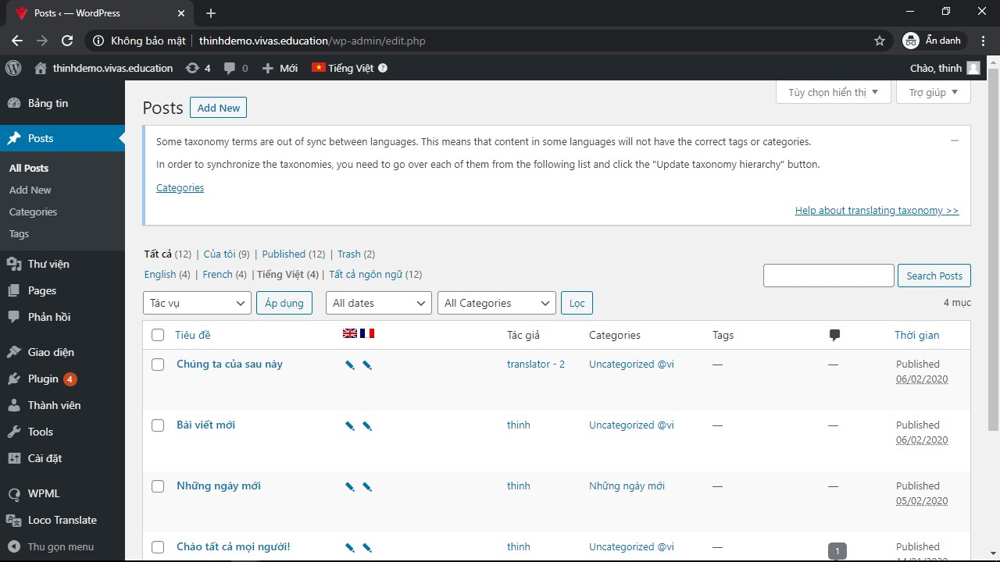 Posts ‹ — WordPress
Không bảo mật thinhdemo.vivas.education/wp-admin/edit.php Ẩn danh
thinhdemo.vivas.education 4 0 Mới Tiếng Việt Chào, thinh
Bảng tin
Posts
All Posts
Add New
Categories
Tags
Thư viện
Pages
Phản hồi
Giao diện
Plugin 4
Thành viên
Tools
Cài đặt
WPML
Loco Translate
Thu gọn menu
Tùy chọn hiển thị Trợ giúp
Posts Add New
Some taxonomy terms are out of sync between languages. This means that content in some languages will not have the correct tags or categories.
In order to synchronize the taxonomies, you need to go over each of them from the following list and click the "Update taxonomy hierarchy" button.
Categories
Help about translating taxonomy >>
Tất cả (12) | Của tôi (9) | Published (12) | Trash (2)
English (4) | French (4) | Tiếng Việt (4) | Tất cả ngôn ngữ (12)
Search Posts
Tác vụ Áp dụng All dates All Categories Lọc 4 mục
Tiêu đề Tác giả Categories Tags Thời gian
Chúng ta của sau này translator - 2 Uncategorized @vi — — Published
06/02/2020
Bài viết mới thinh Uncategorized @vi — — Published
06/02/2020
Những ngày mới thinh Những ngày mới — — Published
05/02/2020
Chào tất cả mọi người! thinh Uncategorized @vi — 1 Published
14/01/2020